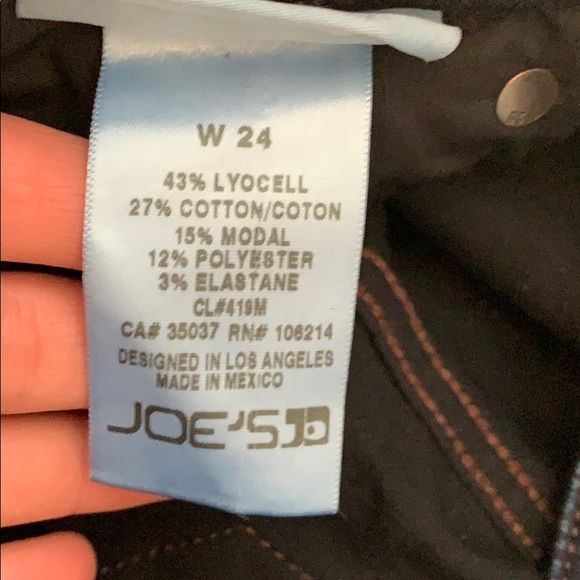 W 24
43% LYOCELL
27% COTTON/COTON
15% MODAL
12% POLYESTER
3% ELASTANE
CL#419M
CA# 35037 RN# 106214
DESIGNED IN LOS ANGELES
MADE IN MEXICO
JOE'S